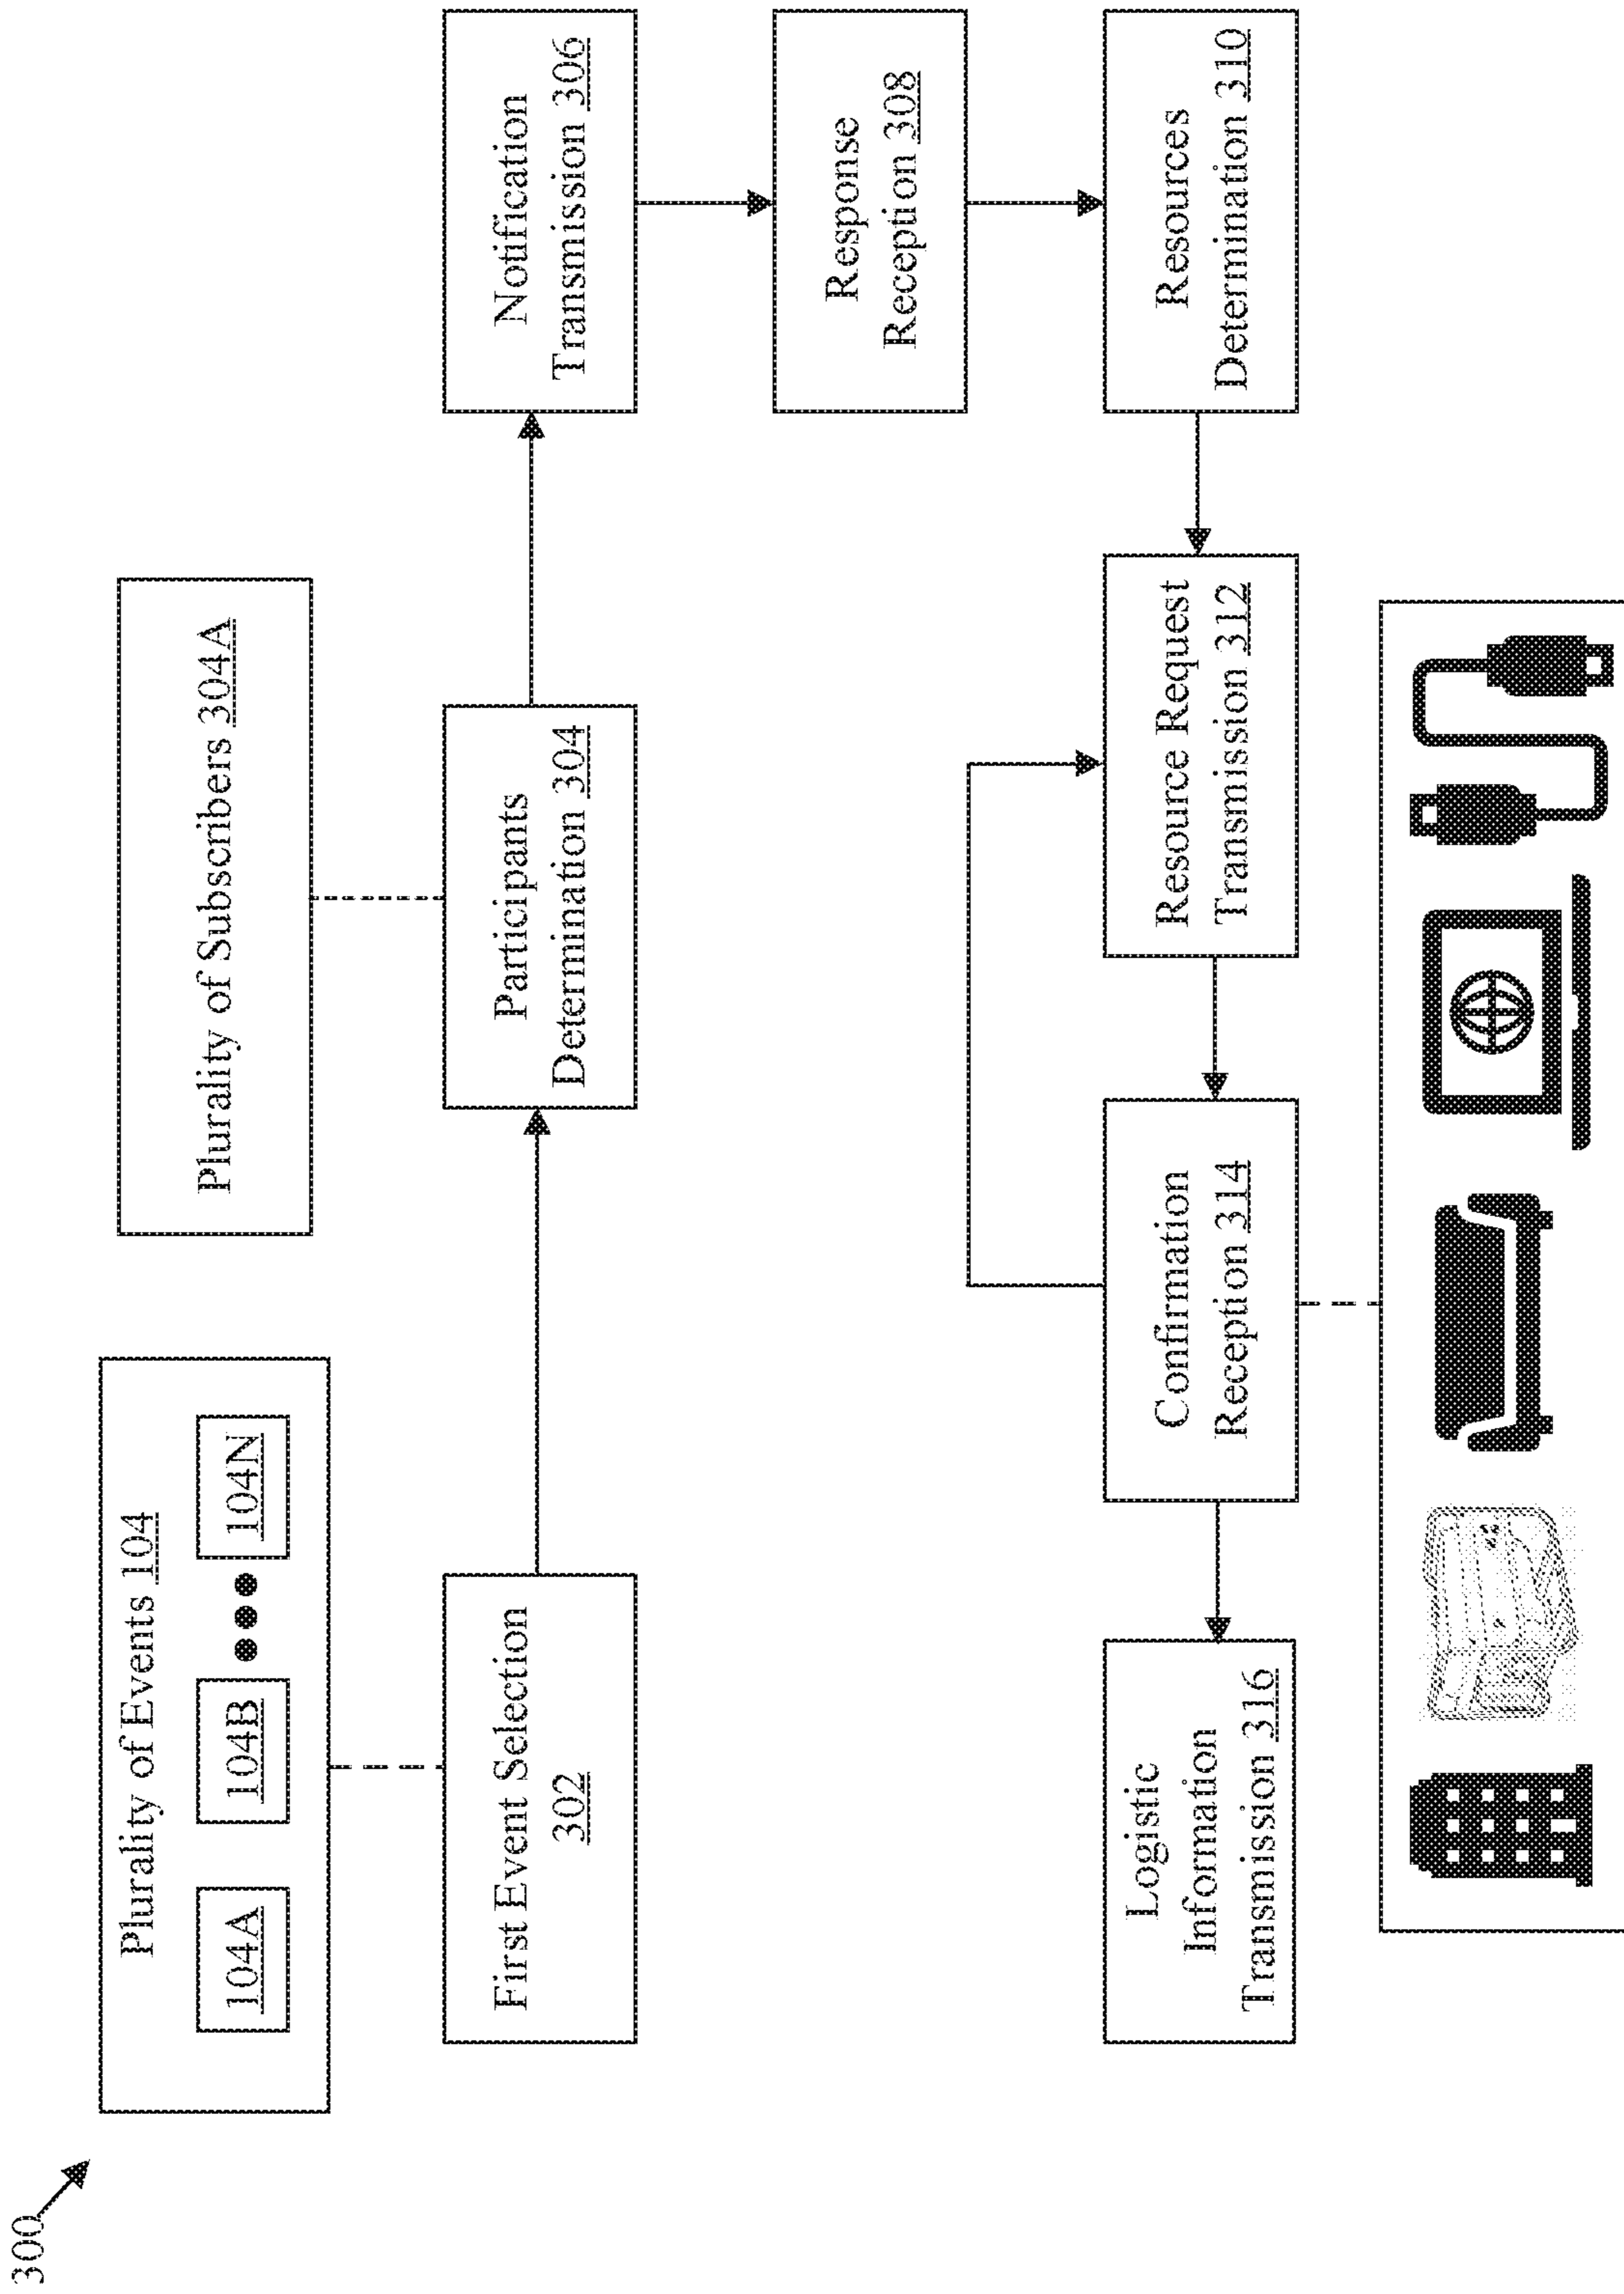 300
Plurality of Events 104
104A
104B
104N
Plurality of Subscribers 304A
First Event Selection
302
Participants
Determination 304
Notification
Transmission 306
Response
Reception 308
Resources
Determination 310
Resource Request
Transmission 312
Confirmation
Reception 314
Logistic
Information
Transmission 316